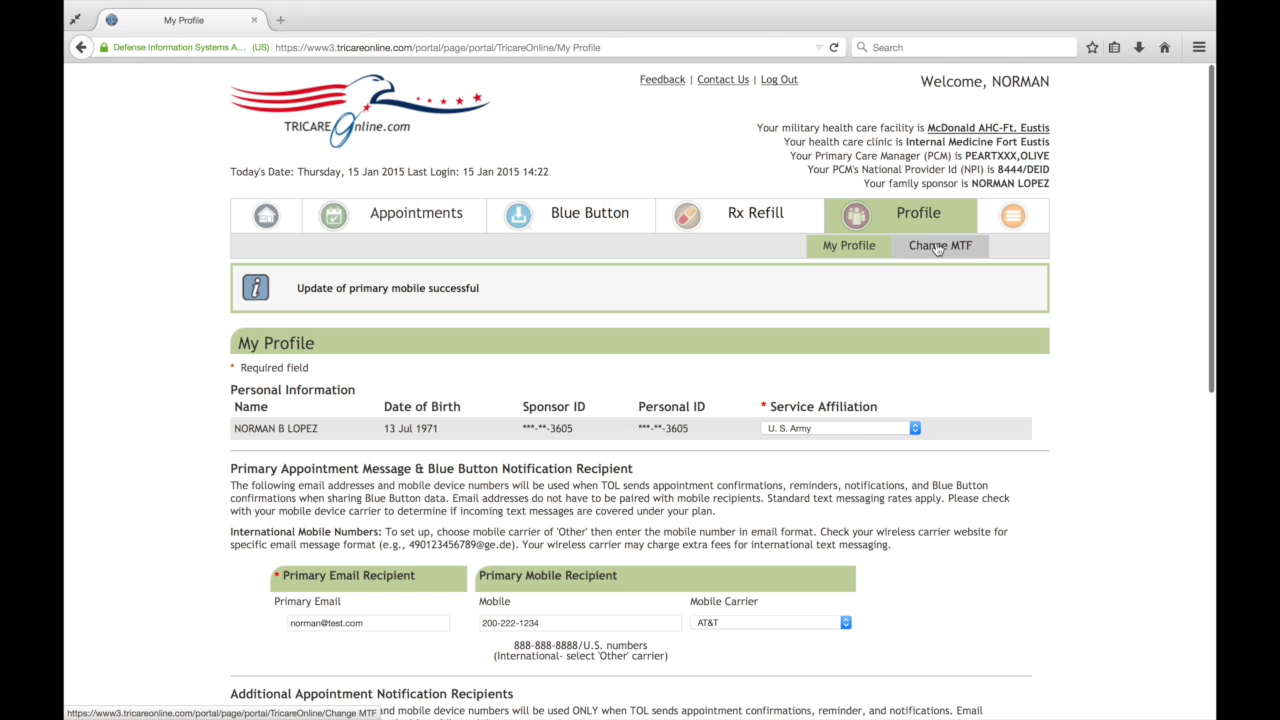 My Profile
Defense Information Systems A... (US) https://www3.tricareonline.com/portal/page/portal/TricareOnline/My Profile
Search
Feedback | Contact Us | Log Out
Welcome, NORMAN
TRICARE Online.com
Your military health care facility is McDonald AHC-Ft. Eustis
Your health care clinic is Internal Medicine Fort Eustis
Your Primary Care Manager (PCM) is PEARTXXX,OLIVE
Your PCM's National Provider Id (NPI) is 8444/DEID
Your family sponsor is NORMAN LOPEZ
Today's Date: Thursday, 15 Jan 2015 Last Login: 15 Jan 2015 14:22
Appointments Blue Button Rx Refill Profile
My Profile Change MTF
Update of primary mobile successful
My Profile
* Required field
Personal Information
Name Date of Birth Sponsor ID Personal ID * Service Affiliation
NORMAN B LOPEZ 13 Jul 1971 ***-**-3605 ***-**-3605 U. S. Army
Primary Appointment Message & Blue Button Notification Recipient
The following email addresses and mobile device numbers will be used when TOL sends appointment confirmations, reminders, notifications, and Blue Button
confirmations when sharing Blue Button data. Email addresses do not have to be paired with mobile recipients. Standard text messaging rates apply. Please check
with your mobile device carrier to determine if incoming text messages are covered under your plan.
International Mobile Numbers: To set up, choose mobile carrier of 'Other' then enter the mobile number in email format. Check your wireless carrier website for
specific email message format (e.g., 490123456789@ge.de). Your wireless carrier may charge extra fees for international text messaging.
* Primary Email Recipient Primary Mobile Recipient
Primary Email Mobile Mobile Carrier
norman@test.com 200-222-1234 AT&T
888-888-8888/U.S. numbers
(International- select 'Other' carrier)
Additional Appointment Notification Recipients
and mobile device numbers will be used ONLY when TOL sends appointment confirmations, reminder, and notifications. Email
https://www3.tricareonline.com/portal/page/portal/TricareOnline/Change MTF